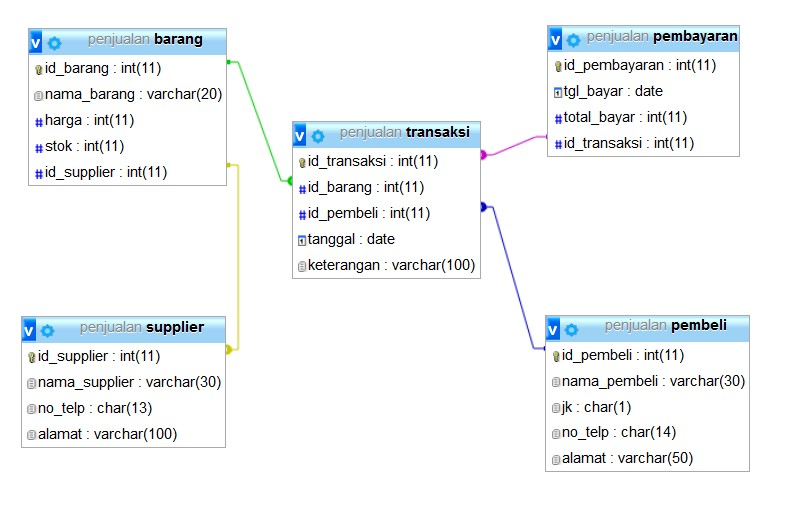 penjualan barang
id_barang : int(11)
nama_barang : varchar(20)
harga : int(11)
stok : int(11)
id_supplier : int(11)
penjualan transaksi
id_transaksi : int(11)
id_barang : int(11)
id_pembeli : int(11)
tanggal : date
keterangan : varchar(100)
penjualan pembayaran
id_pembayaran : int(11)
tgl_bayar : date
total_bayar : int(11)
id_transaksi : int(11)
penjualan supplier
id_supplier : int(11)
nama_supplier : varchar(30)
no_telp : char(13)
alamat : varchar(100)
penjualan pembeli
id_pembeli : int(11)
nama_pembeli : varchar(30)
jk : char(1)
no_telp : char(14)
alamat : varchar(50)